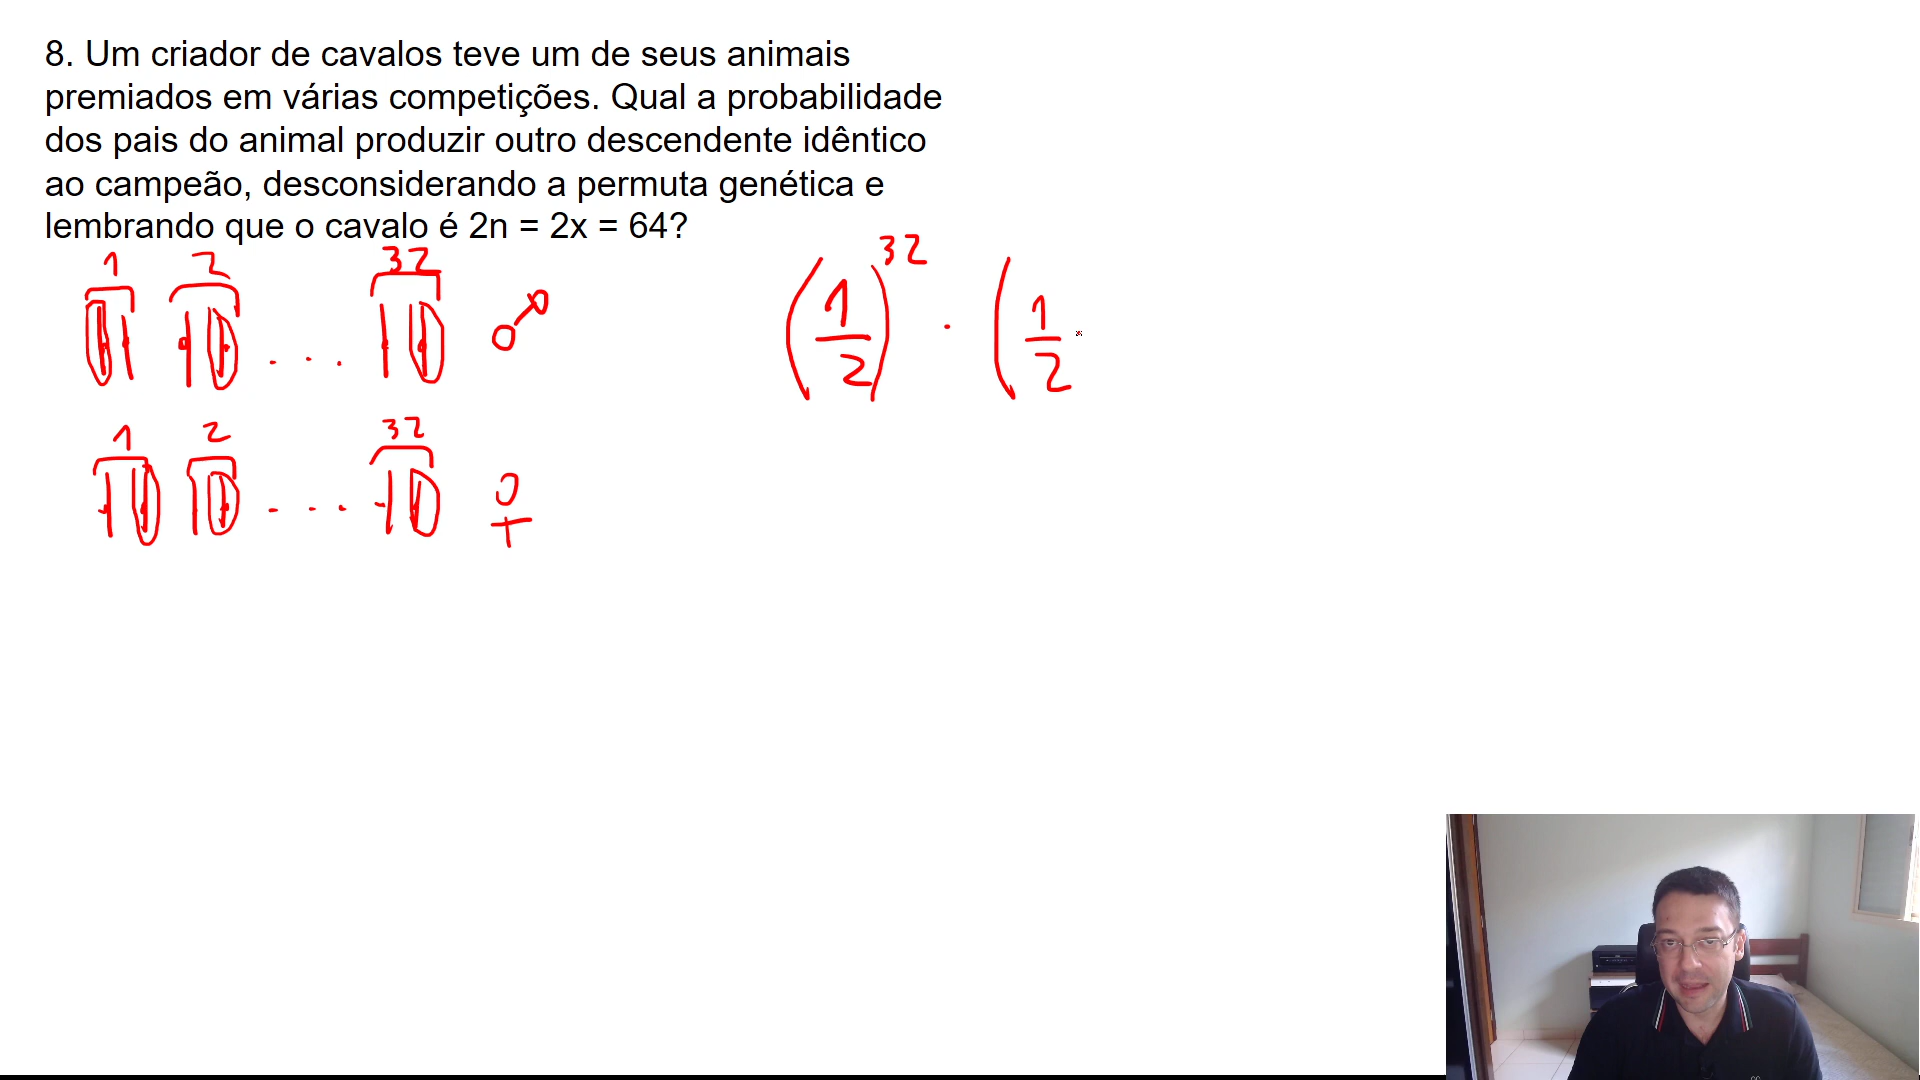 8. Um criador de cavalos teve um de seus animais
premiados em várias competições. Qual a probabilidade
dos pais do animal produzir outro descendente idêntico
ao campeão, desconsiderando a permuta genética e
lembrando que o cavalo é 2n = 2x = 64?
1 2 32
. . .
(1/2)^32 · (1/2
1 2 32
. . .